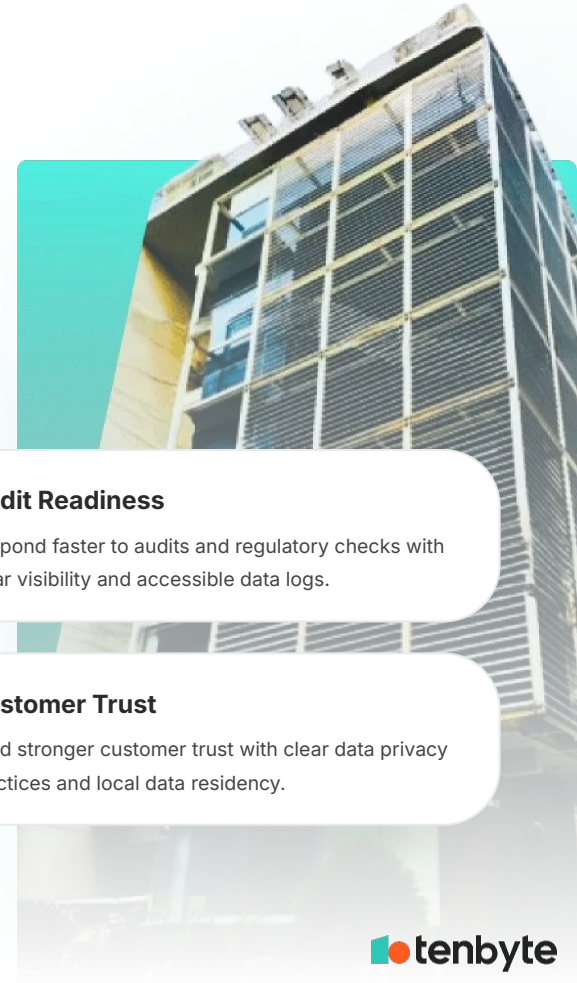 dit Readiness
pond faster to audits and regulatory checks with
ar visibility and accessible data logs.
stomer Trust
d stronger customer trust with clear data privacy
ctices and local data residency.
tenbyte